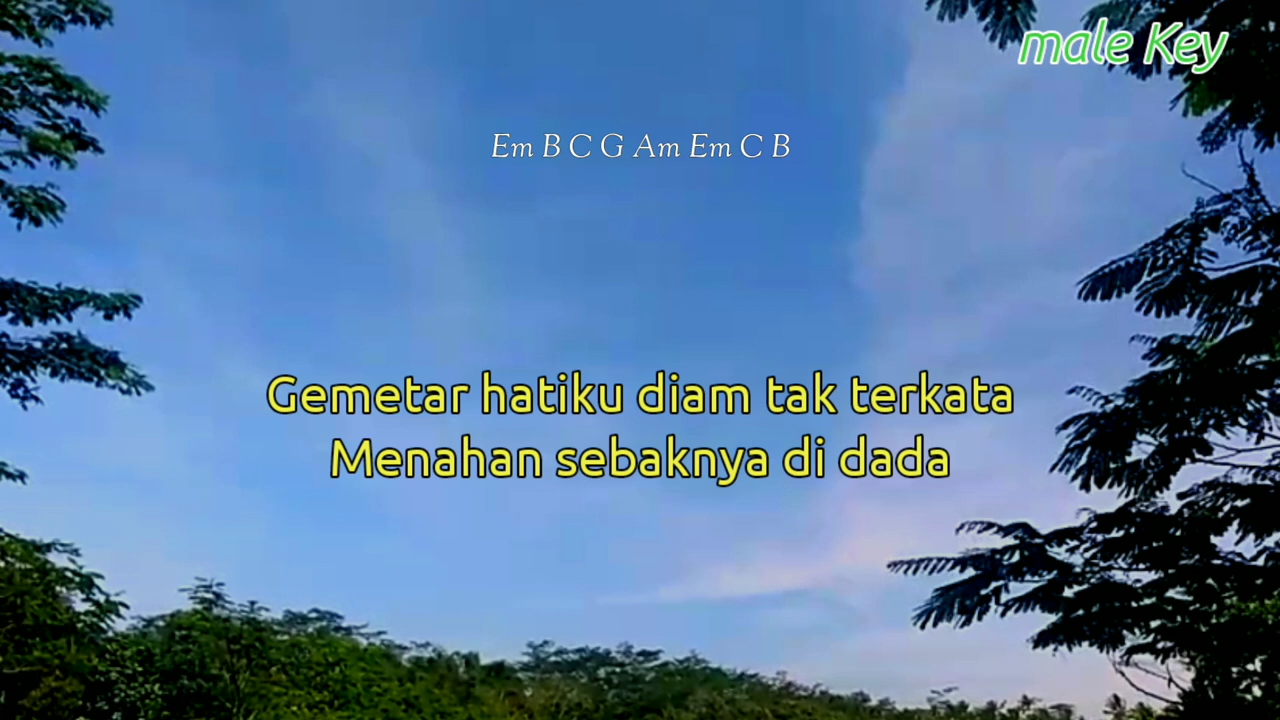 male Key
Em B C G Am Em C B
Gemetar hatiku diam tak terkata
Menahan sebaknya di dada